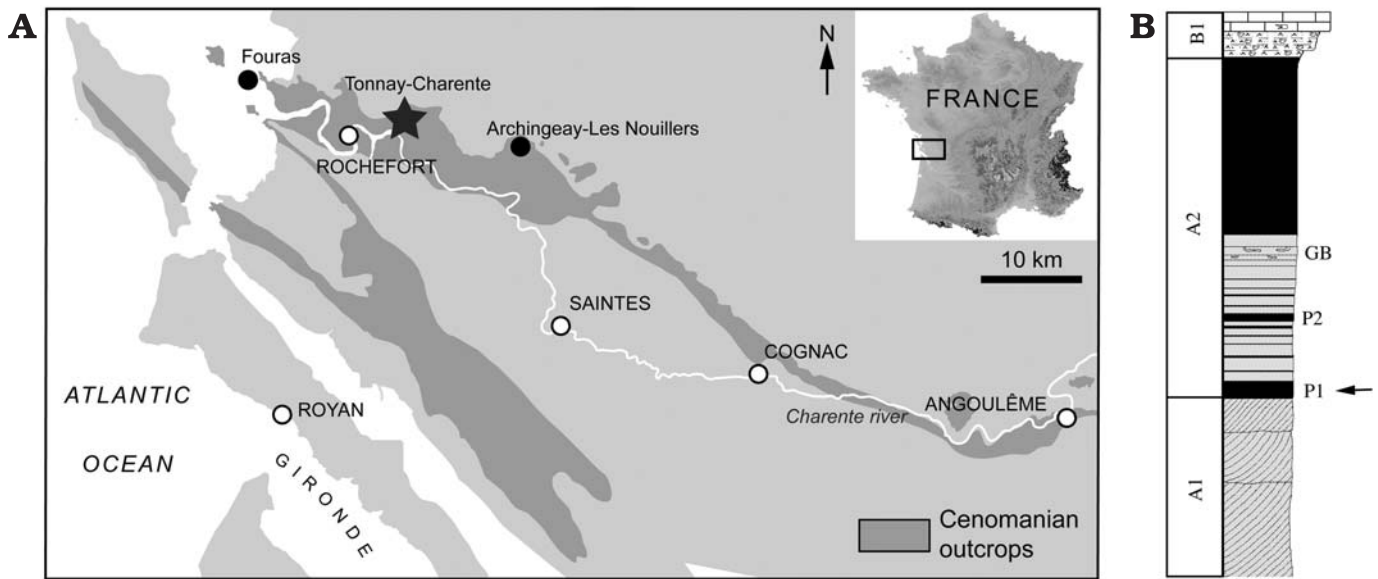 A
Fouras
Tonnay-Charente
N
FRANCE
Archingeay-Les Nouillers
ROCHEFORT
10 km
SAINTES
COGNAC
ATLANTIC
OCEAN
ROYAN
Charente river
ANGOULÊME
GIRONDE
Cenomanian
outcrops
B
B1
A2
GB
P2
P1
A1